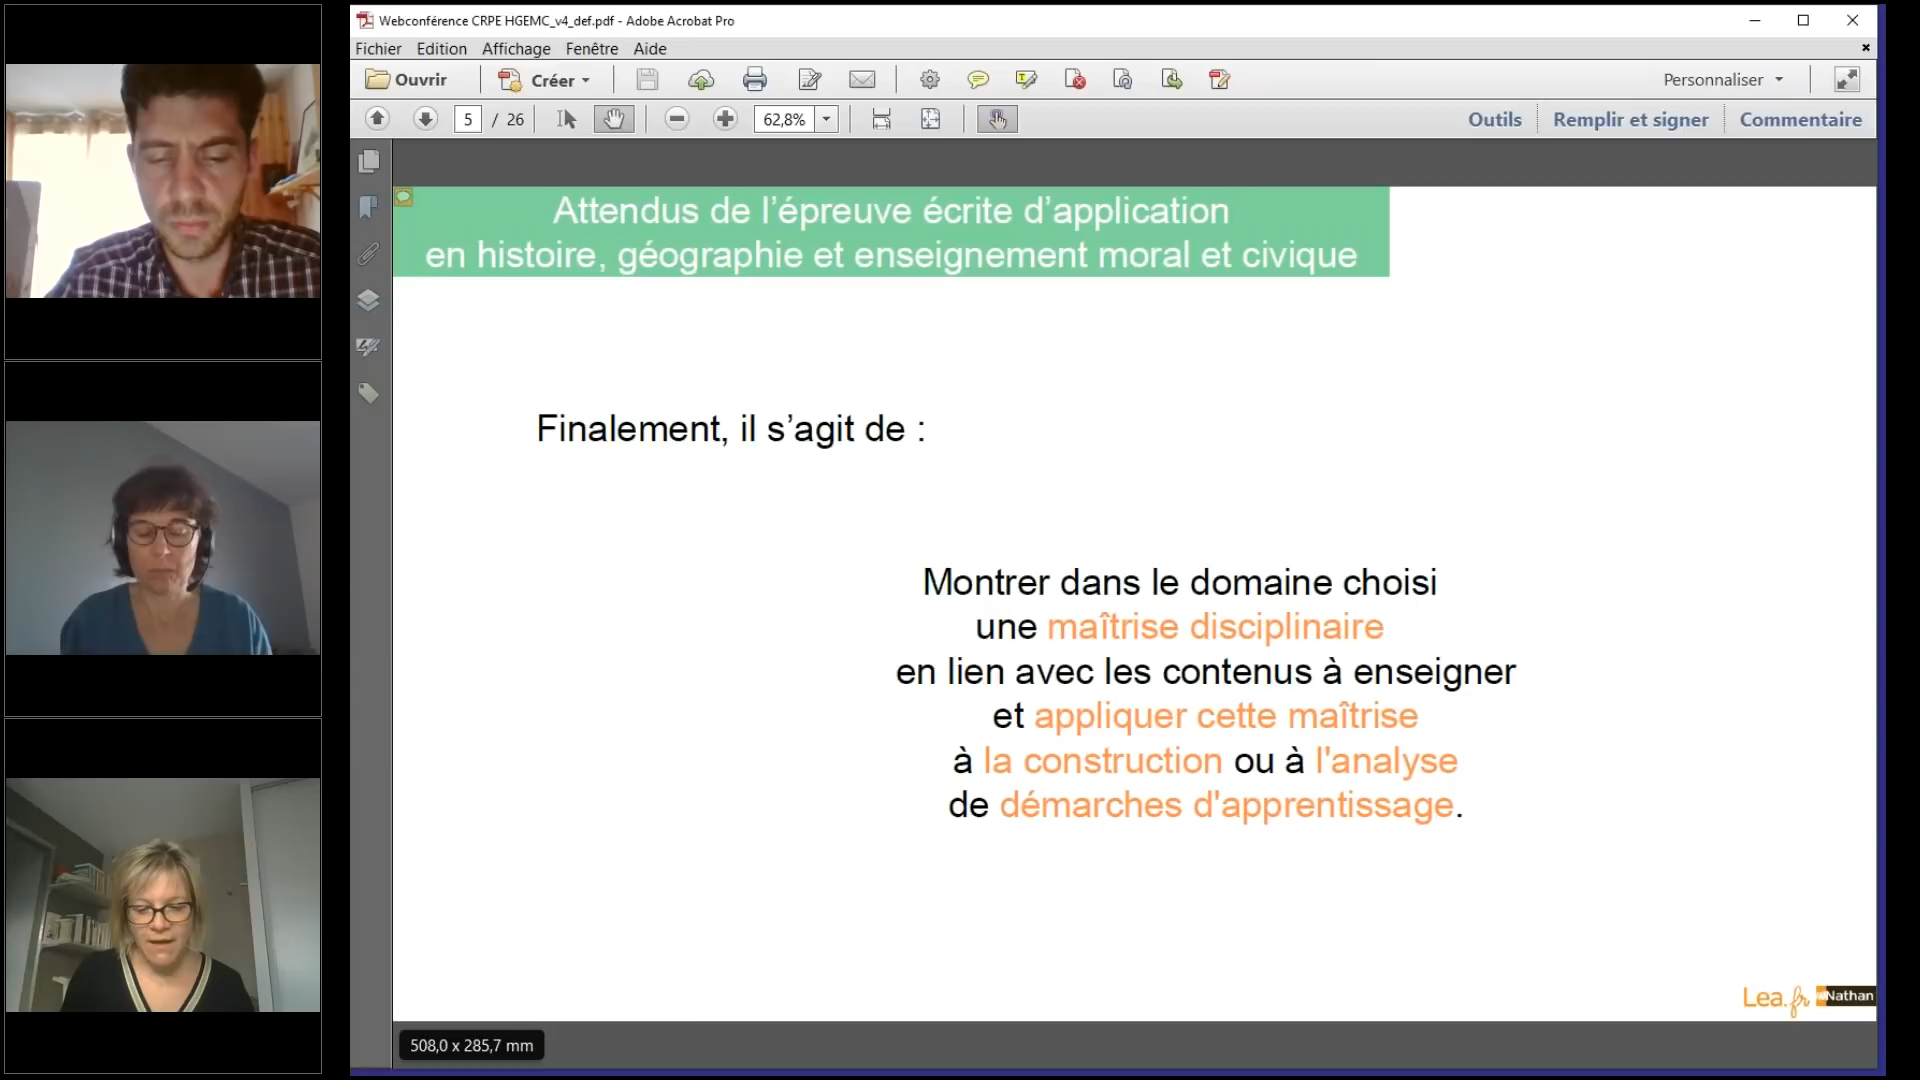 Webconférence CRPE HGEMC_v4_def.pdf - Adobe Acrobat Pro
Fichier Edition Affichage Fenêtre Aide
Ouvrir Créer Personnaliser
5 / 26 62,8% Outils Remplir et signer Commentaire
Attendus de l’épreuve écrite d’application
en histoire, géographie et enseignement moral et civique
Finalement, il s’agit de :
Montrer dans le domaine choisi
une maîtrise disciplinaire
en lien avec les contenus à enseigner
et appliquer cette maîtrise
à la construction ou à l'analyse
de démarches d'apprentissage.
Lea.fr Nathan
508,0 x 285,7 mm